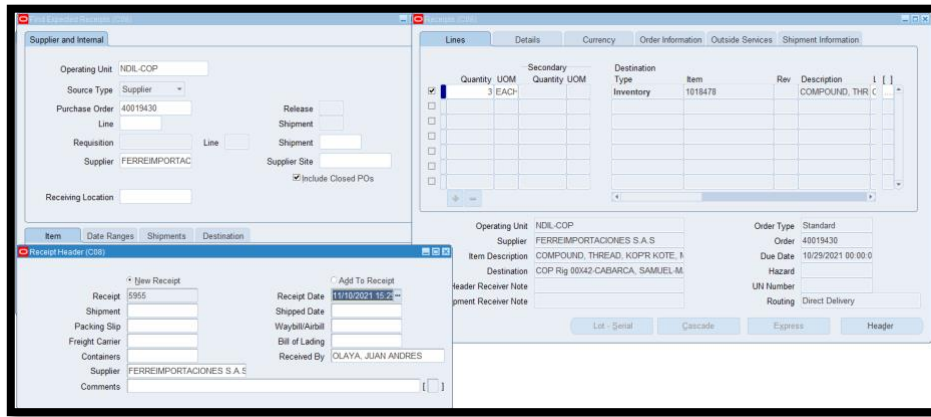 Find Expected Receipts (C08)
Supplier and Internal
Operating Unit NDIL-COP
Source Type Supplier
Purchase Order 40019430 Release
Line Shipment
Requisition Line Shipment
Supplier FERREIMPORTAC Supplier Site
Include Closed POs
Receiving Location
Item Date Ranges Shipments Destination
Receipt Header (C08)
New Receipt Add To Receipt
Receipt 5955 Receipt Date 11/10/2021 15:2
Shipment Shipped Date
Packing Slip Waybill/Airbill
Freight Carrier Bill of Lading
Containers Received By OLAYA, JUAN ANDRES
Supplier FERREIMPORTACIONES S.A.S
Comments [ ]
Receipts (C08)
Lines Details Currency Order Information Outside Services Shipment Information
Secondary Destination
Quantity UOM Quantity UOM Type Item Rev Description L [ ]
3 EACH Inventory 1018478 COMPOUND, THR
Operating Unit NDIL-COP Order Type Standard
Supplier FERREIMPORTACIONES S.A.S Order 40019430
Item Description COMPOUND, THREAD, KOP'R KOTE, Due Date 10/29/2021 00:00:0
Destination COP Rig 00X42-CABARCA, SAMUEL-M. Hazard
Header Receiver Note UN Number
Shipment Receiver Note Routing Direct Delivery
Lot - Serial Cascade Express Header